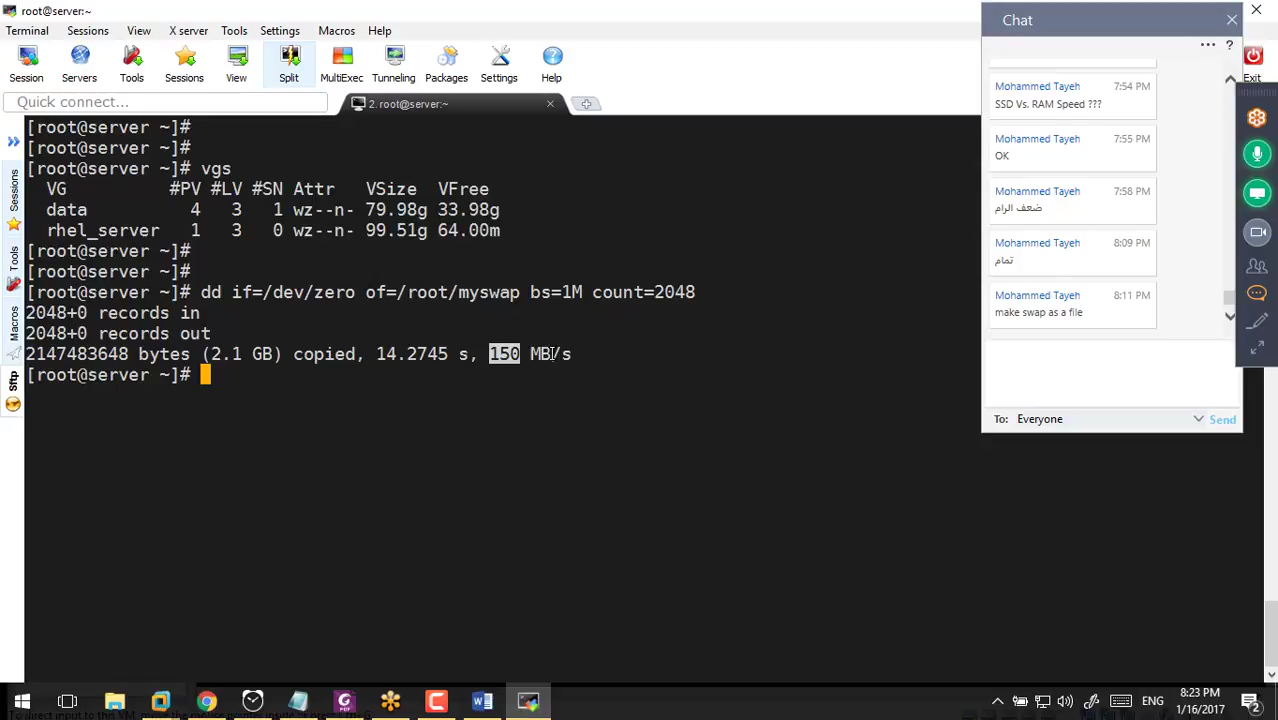 root@server:~
Terminal Sessions View X server Tools Settings Macros Help
Session Servers Tools Sessions View Split MultiExec Tunneling Packages Settings Help
Quick connect...
2. root@server:~
[root@server ~]#
[root@server ~]#
[root@server ~]# vgs
VG #PV #LV #SN Attr VSize VFree
data 4 3 1 wz--n- 79.98g 33.98g
rhel_server 1 3 0 wz--n- 99.51g 64.00m
[root@server ~]#
[root@server ~]#
[root@server ~]# dd if=/dev/zero of=/root/myswap bs=1M count=2048
2048+0 records in
2048+0 records out
2147483648 bytes (2.1 GB) copied, 14.2745 s, 150 MB/s
[root@server ~]#
Sessions
Tools
Macros
Sftp
Chat
?
Exit
Mohammed Tayeh 7:54 PM
SSD Vs. RAM Speed ???
Mohammed Tayeh 7:55 PM
OK
Mohammed Tayeh 7:58 PM
ضعف الرام
Mohammed Tayeh 8:09 PM
تمام
Mohammed Tayeh 8:11 PM
make swap as a file
To: Everyone Send
ENG
8:23 PM
1/16/2017
2